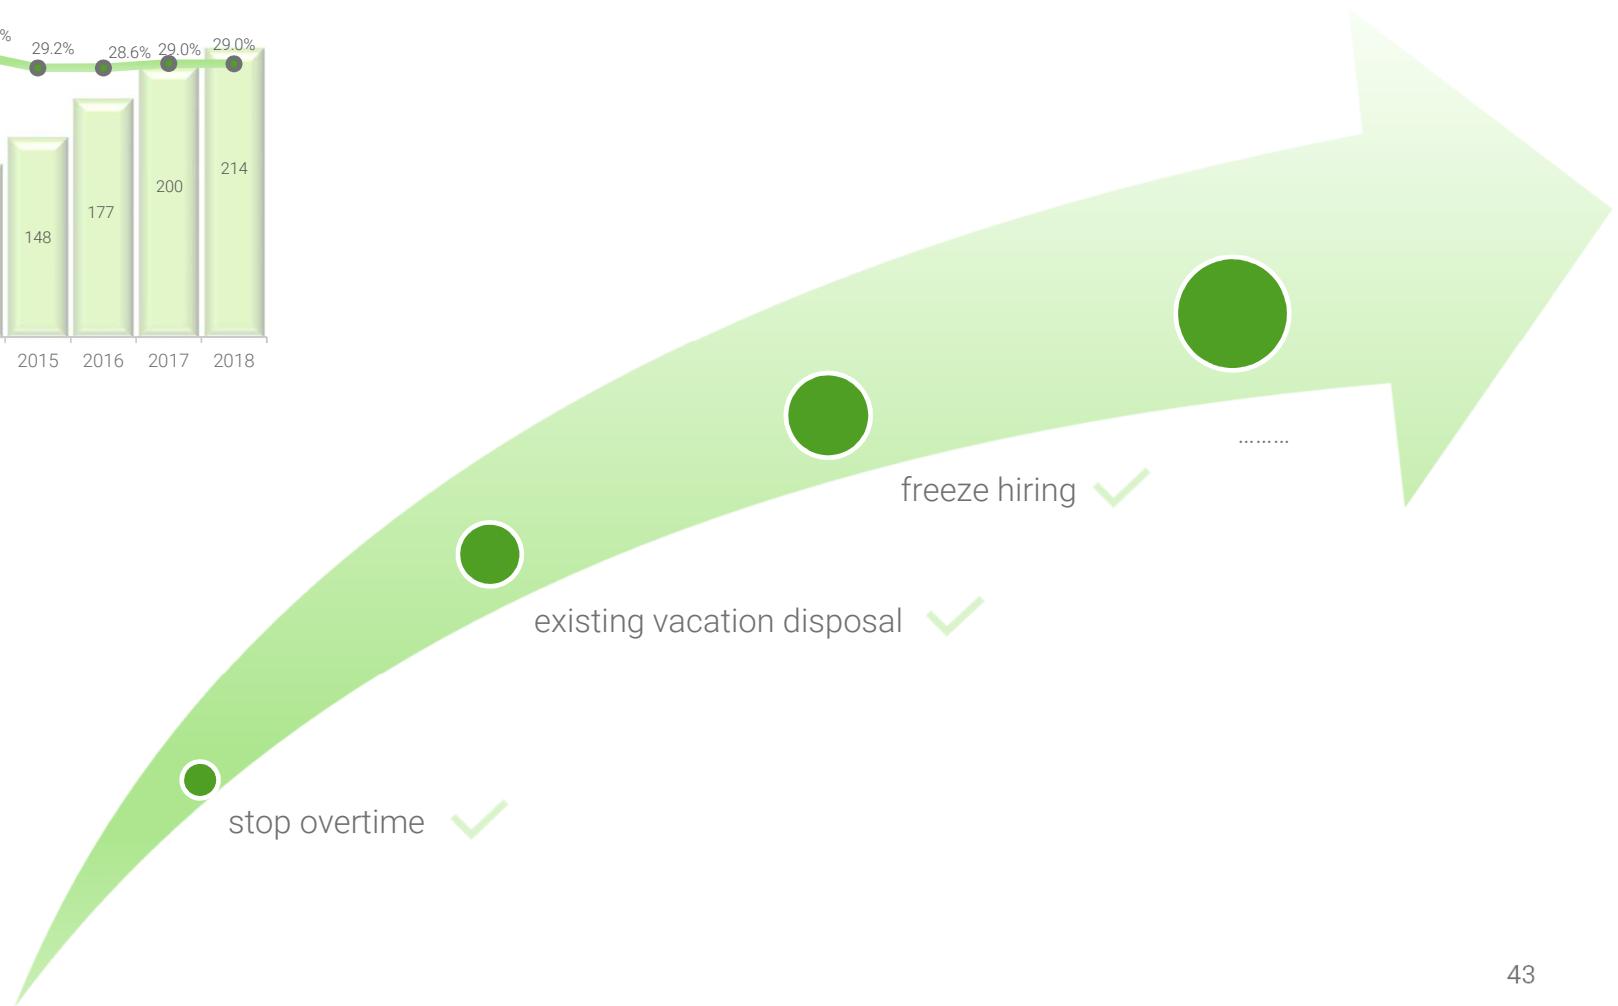 %
29.2%
28.6%
29.0%
29.0%
148
177
200
214
2015 2016 2017 2018
.........
freeze hiring
existing vacation disposal
stop overtime
43